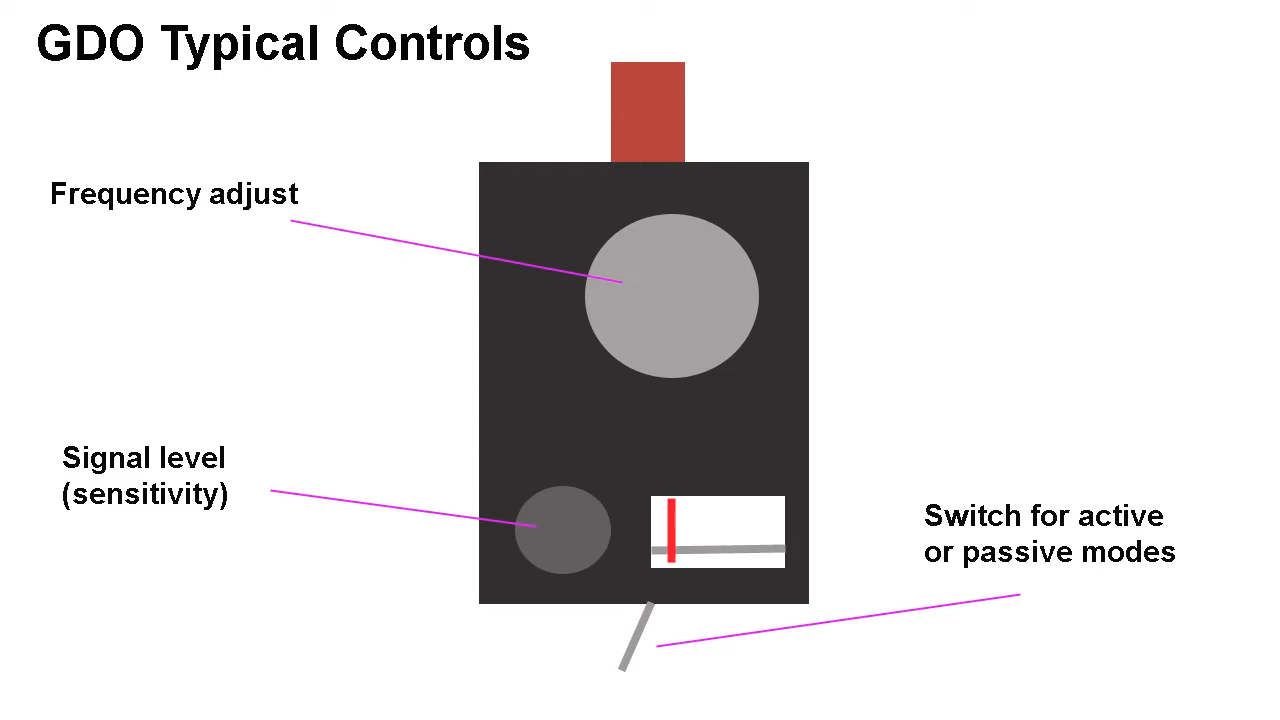 GDO Typical Controls
Frequency adjust
Signal level
(sensitivity)
Switch for active
or passive modes